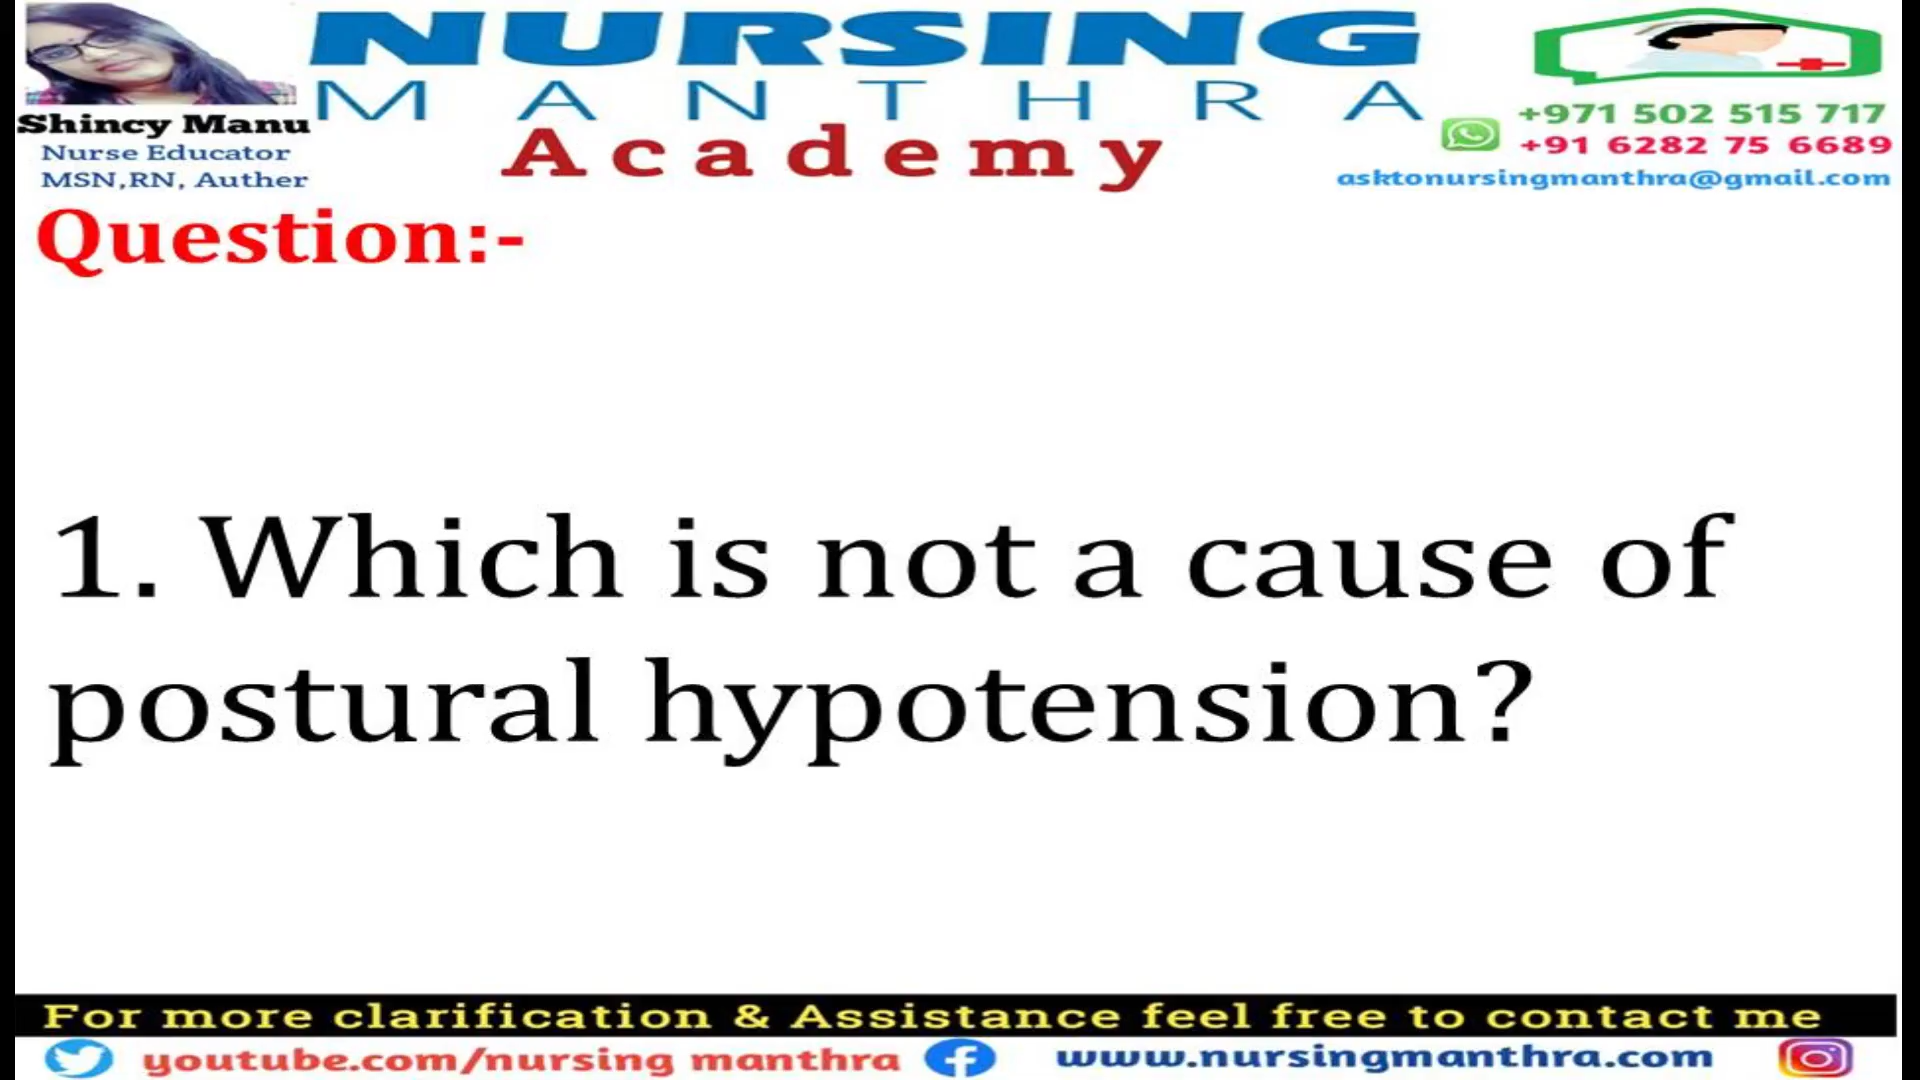 NURSING
MANTHRA
Academy
Shincy Manu
Nurse Educator
MSN,RN, Auther
+971 502 515 717
+91 6282 75 6689
asktonursingmanthra@gmail.com
Question:-
1. Which is not a cause of
postural hypotension?
For more clarification & Assistance feel free to contact me
youtube.com/nursing manthra
www.nursingmanthra.com